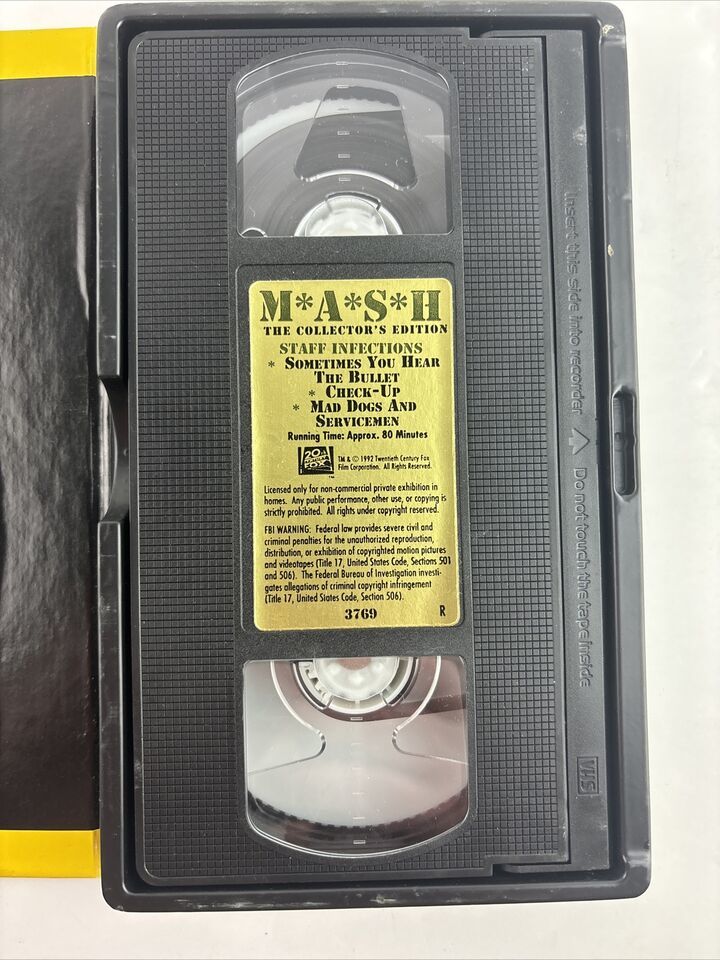 M*A*S*H
THE COLLECTOR'S EDITION
STAFF INFECTIONS
* SOMETIMES YOU HEAR
THE BULLET
* CHECK-UP
* MAD DOGS AND
SERVICEMEN
Running Time: Approx. 80 Minutes
20th CENTURY FOX
TM & © 1992 Twentieth Century Fox
Film Corporation. All Rights Reserved.
™
Licensed only for non-commercial private exhibition in
homes. Any public performance, other use, or copying is
strictly prohibited. All rights under copyright reserved.
FBI WARNING: Federal law provides severe civil and
criminal penalties for the unauthorized reproduction,
distribution, or exhibition of copyrighted motion pictures
and videotapes (Title 17, United States Code, Sections 501
and 506). The Federal Bureau of Investigation investi-
gates allegations of criminal copyright infringement
(Title 17, United States Code, Section 506).
3769 R
Insert this side into recorder
Do not touch the tape inside
VHS